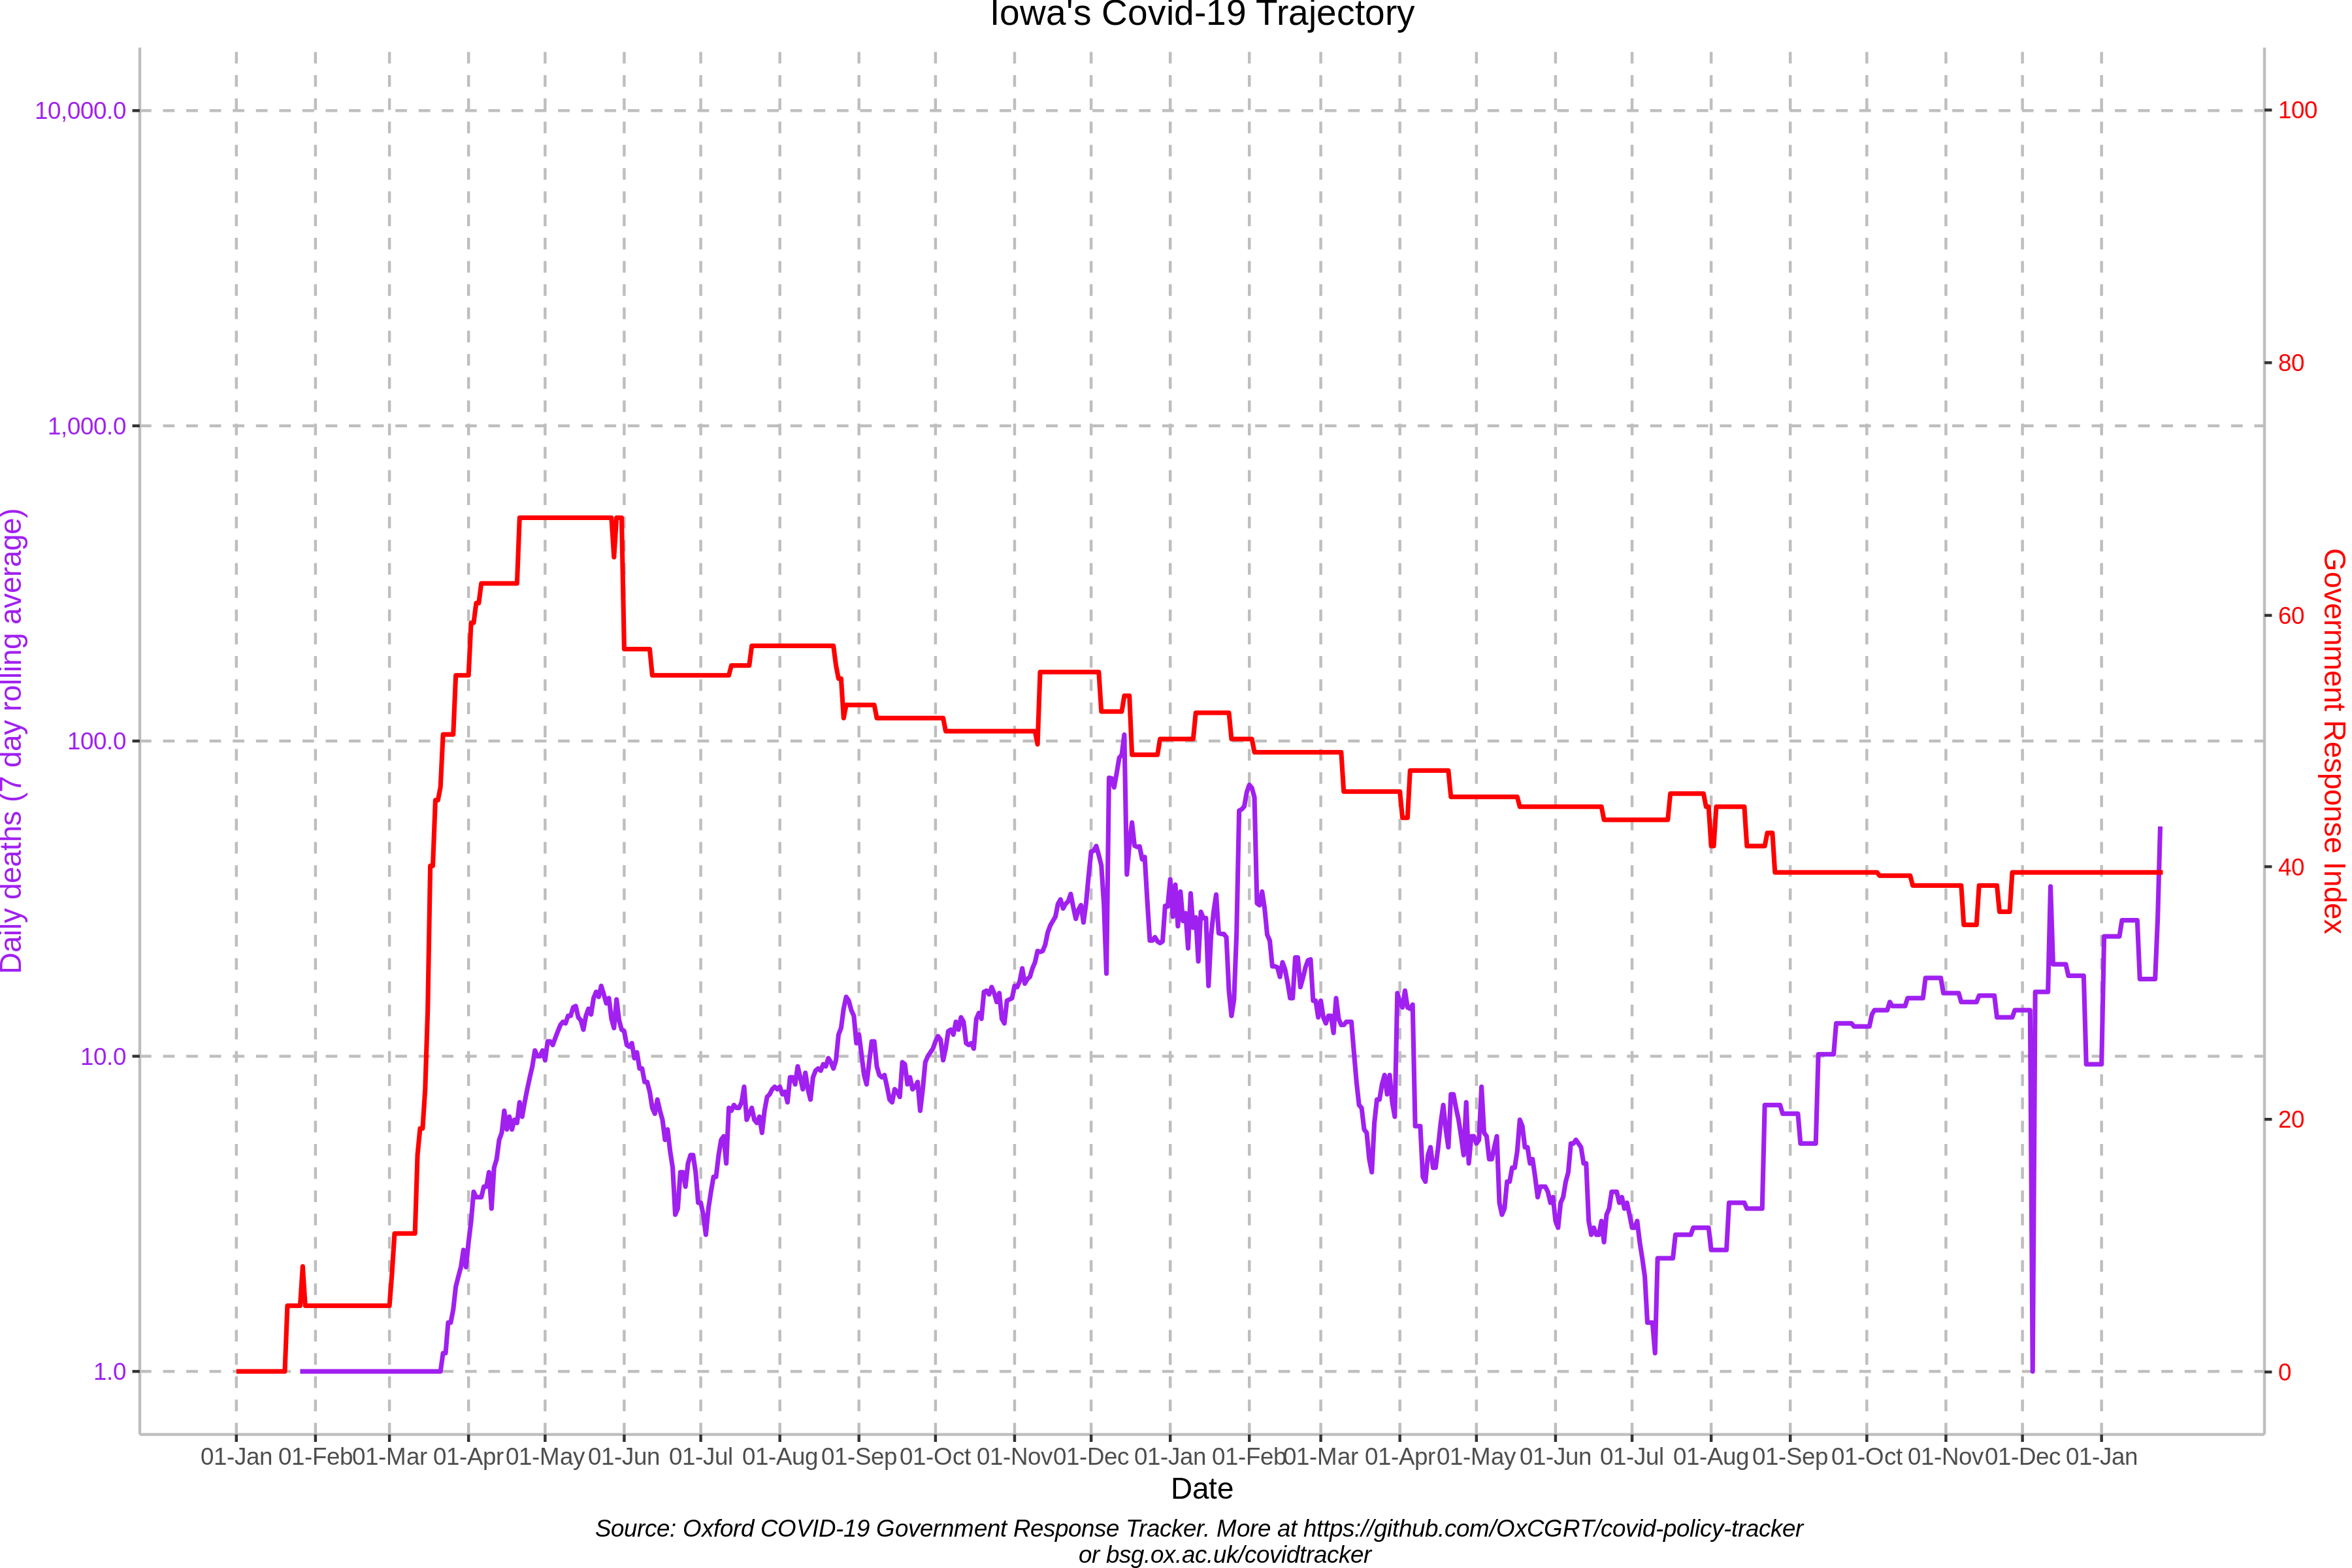 Iowa's Covid-19 Trajectory
10,000.0
1,000.0
100.0
10.0
1.0
Daily deaths (7 day rolling average)
100
80
60
40
20
0
Government Response Index
01-Jan 01-Feb 01-Mar 01-Apr 01-May 01-Jun 01-Jul 01-Aug 01-Sep 01-Oct 01-Nov 01-Dec 01-Jan 01-Feb 01-Mar 01-Apr 01-May 01-Jun 01-Jul 01-Aug 01-Sep 01-Oct 01-Nov 01-Dec 01-Jan
Date
Source: Oxford COVID-19 Government Response Tracker. More at https://github.com/OxCGRT/covid-policy-tracker
or bsg.ox.ac.uk/covidtracker